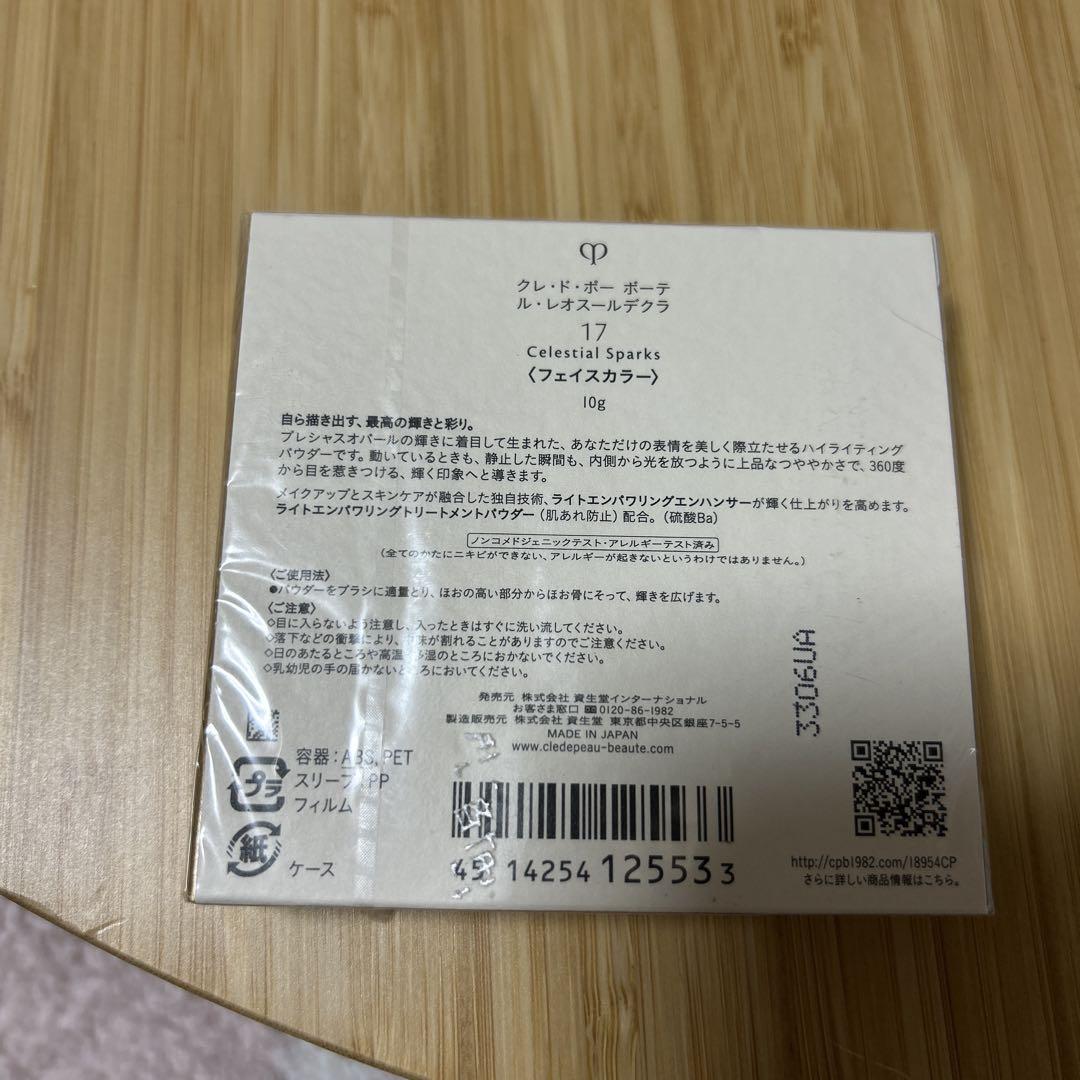 クレ・ド・ポー ボーテ
ル・レオスールデクラ
17
Celestial Sparks
〈フェイスカラー〉
10g
自ら描き出す、最高の輝きと彩り。
プレシャスオパールの輝きに着目して生まれた、あなただけの表情を美しく際立たせるハイライティング
パウダーです。動いているときも、静止した瞬間も、内側から光を放つように上品なつややかさで、360度
から目を惹きつける、輝く印象へと導きます。
メイクアップとスキンケアが融合した独自技術、ライトエンパワリングエンハンサーが輝く仕上がりを高めます。
ライトエンパワリングトリートメントパウダー（肌あれ防止）配合。（硫酸Ba）
ノンコメドジェニックテスト・アレルギーテスト済み
（全てのかたにニキビができない、アレルギーが起きないというわけではありません。）
〈ご使用法〉
●パウダーをブラシに適量とり、ほおの高い部分からほお骨にそって、輝きを広げます。
〈ご注意〉
◇目に入らないよう注意し、入ったときはすぐに洗い流してください。
◇落下などの衝撃により、中味が割れることがありますのでご注意ください。
◇日のあたるところや高温多湿のところにおかないでください。
◇乳幼児の手の届かないところにおいてください。
発売元 株式会社 資生堂インターナショナル
お客さま窓口 0120-86-1982
製造販売元 株式会社 資生堂 東京都中央区銀座7-5-5
MADE IN JAPAN
www.cledepeau-beaute.com
3306UA
容器：ABS, PET
プラ
スリーブ：PP
フィルム
紙
ケース
45 14254 12553 3
http://cpb1982.com/18954CP
さらに詳しい商品情報はこちら。